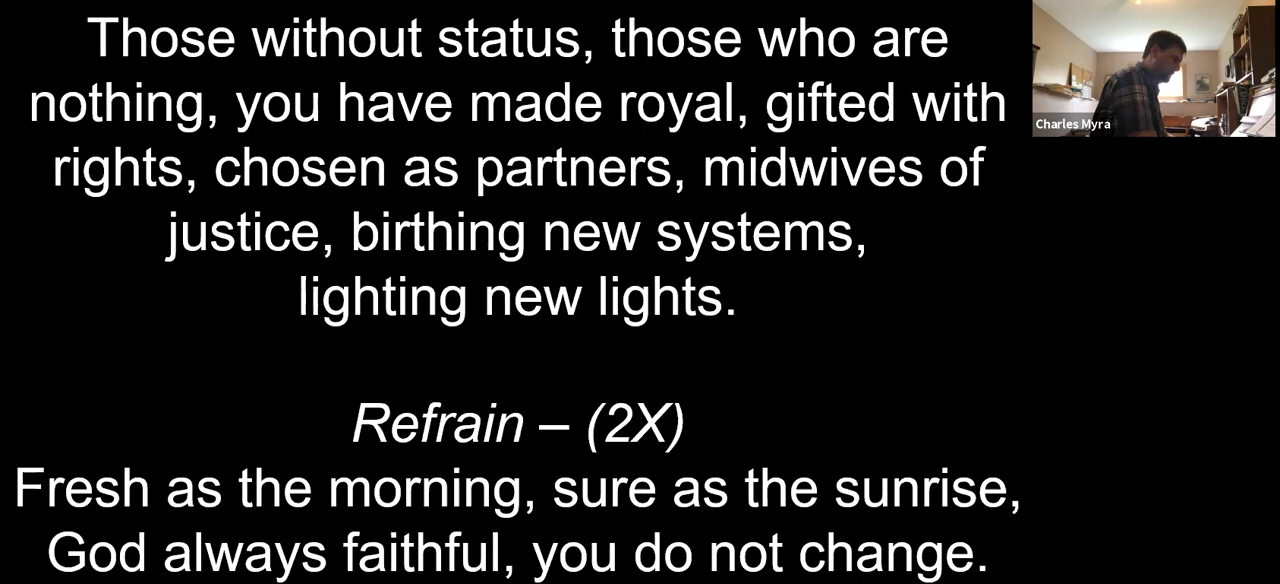 Those without status, those who are
nothing, you have made royal, gifted with
rights, chosen as partners, midwives of
justice, birthing new systems,
lighting new lights.
Refrain – (2X)
Fresh as the morning, sure as the sunrise,
God always faithful, you do not change.
Charles Myra